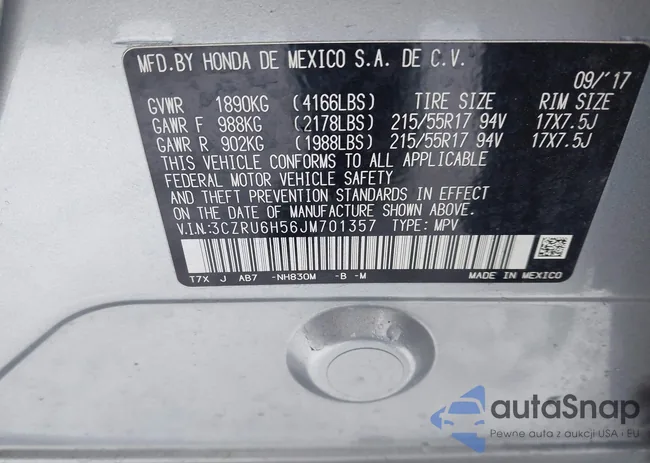 MFD.BY HONDA DE MEXICO S.A. DE C.V.
09/'17
GVWR 1890KG (4166LBS) TIRE SIZE RIM SIZE
GAWR F 988KG (2178LBS) 215/55R17 94V 17X7.5J
GAWR R 902KG (1988LBS) 215/55R17 94V 17X7.5J
THIS VEHICLE CONFORMS TO ALL APPLICABLE
FEDERAL MOTOR VEHICLE SAFETY
AND THEFT PREVENTION STANDARDS IN EFFECT ON
THE DATE OF MANUFACTURE SHOWN ABOVE.
V.I.N:3CZRU6H56JM701357 TYPE: MPV
T7X J AB7 -NH830M -B -M MADE IN MEXICO
autoSnap
Pewne auta z aukcji USA i EU